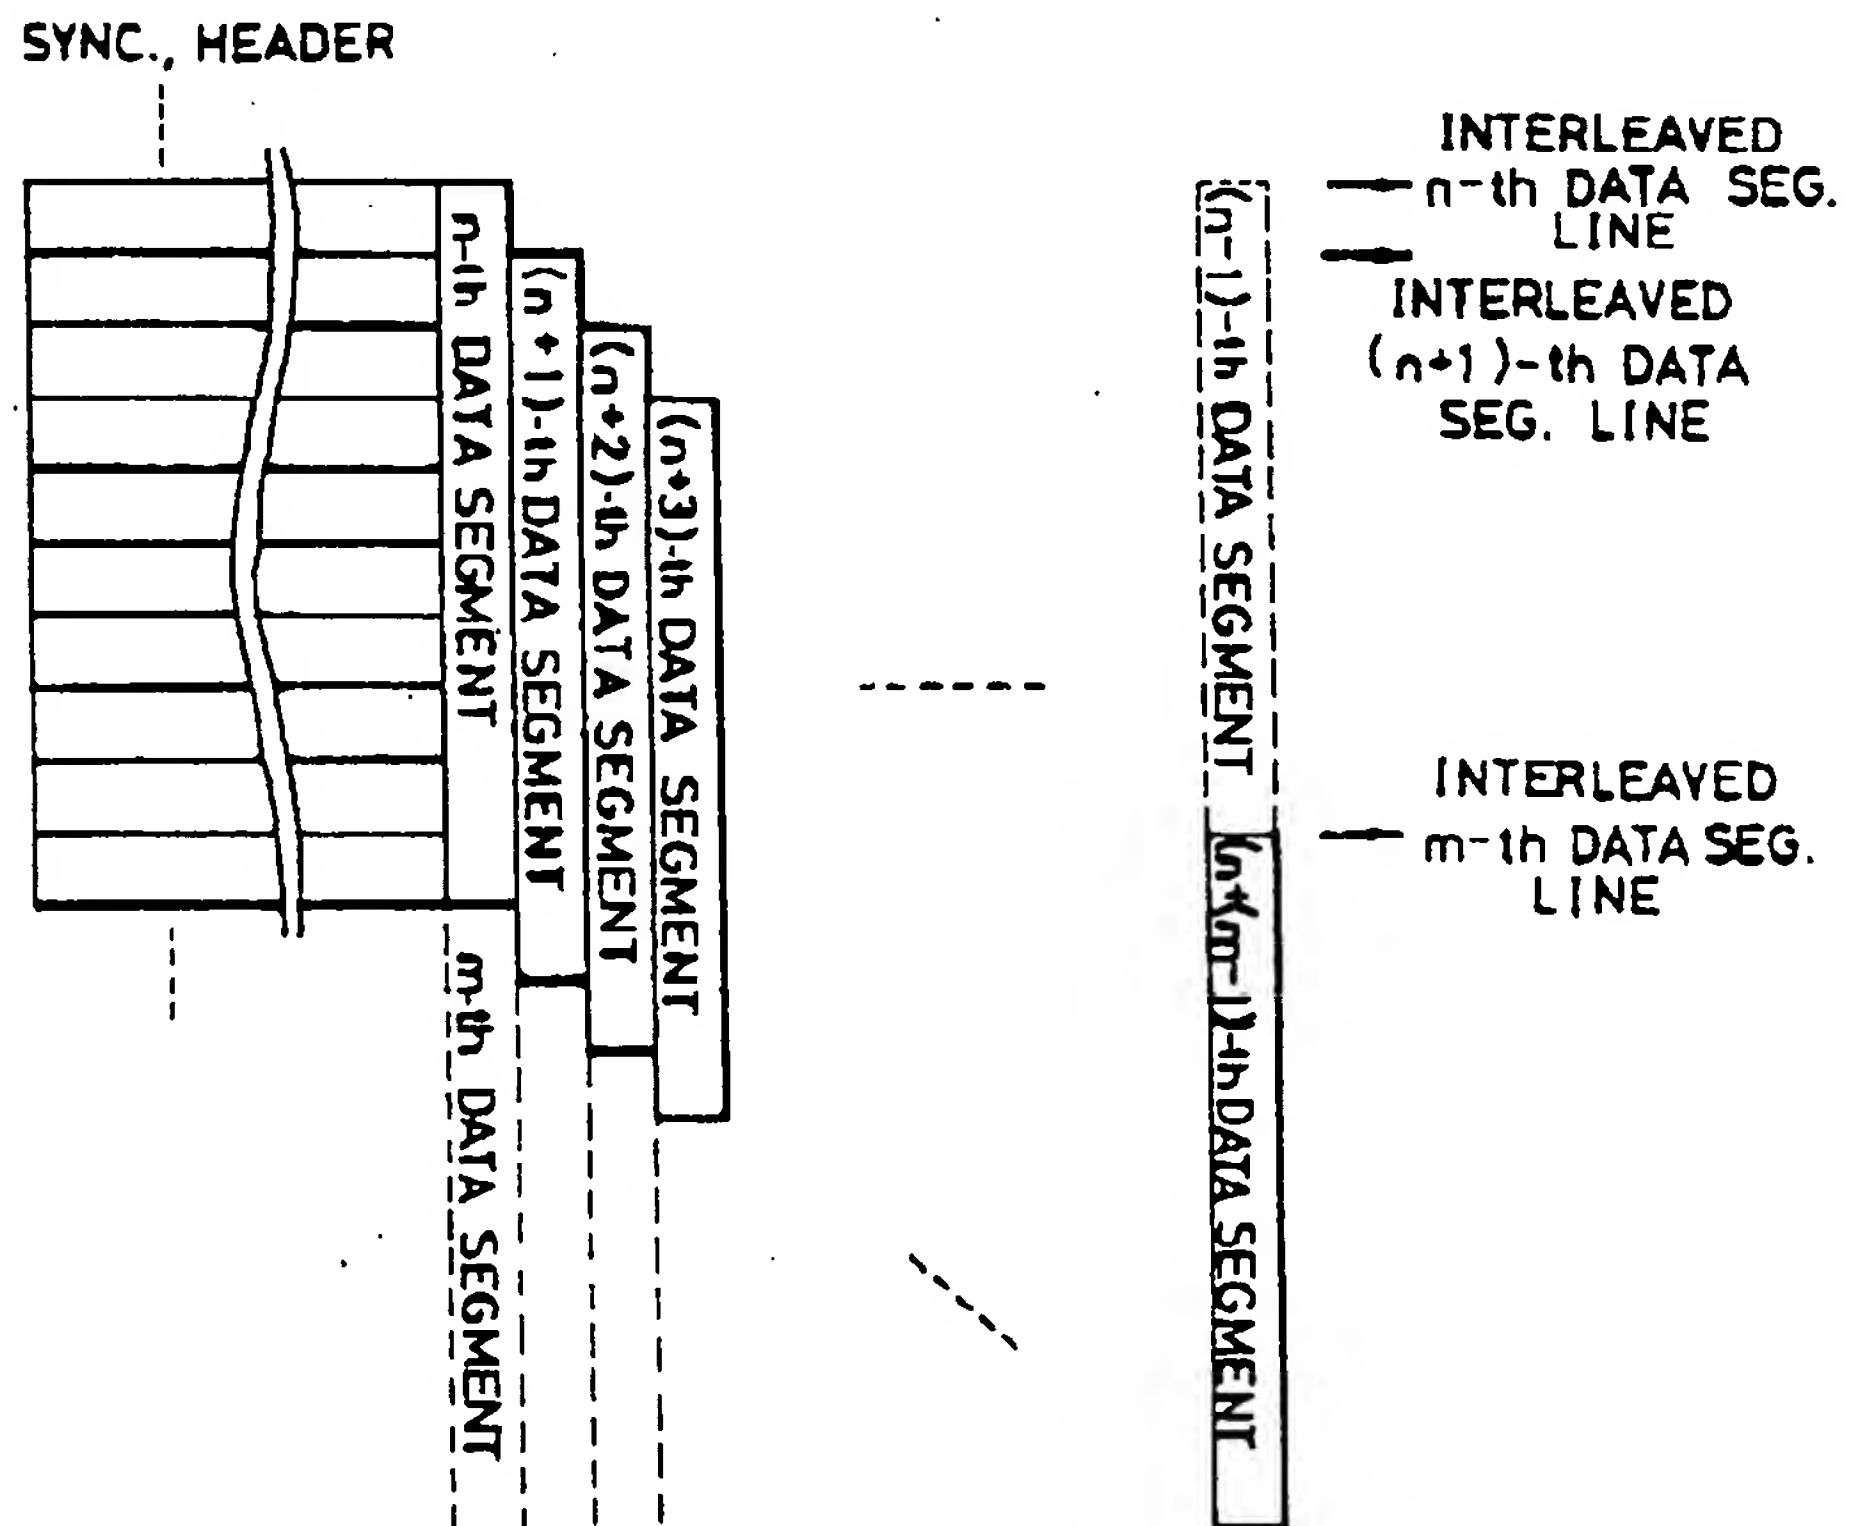 SYNC., HEADER
n-th DATA SEGMENT
(n+1)-th DATA SEGMENT
(n+2)-th DATA SEGMENT
(n+3)-th DATA SEGMENT
m-th DATA SEGMENT
(n-1)-th DATA SEGMENT
(n+(m-1)-th DATA SEGMENT
INTERLEAVED
n-th DATA SEG.
LINE
INTERLEAVED
(n+1)-th DATA
SEG. LINE
INTERLEAVED
m-th DATA SEG.
LINE